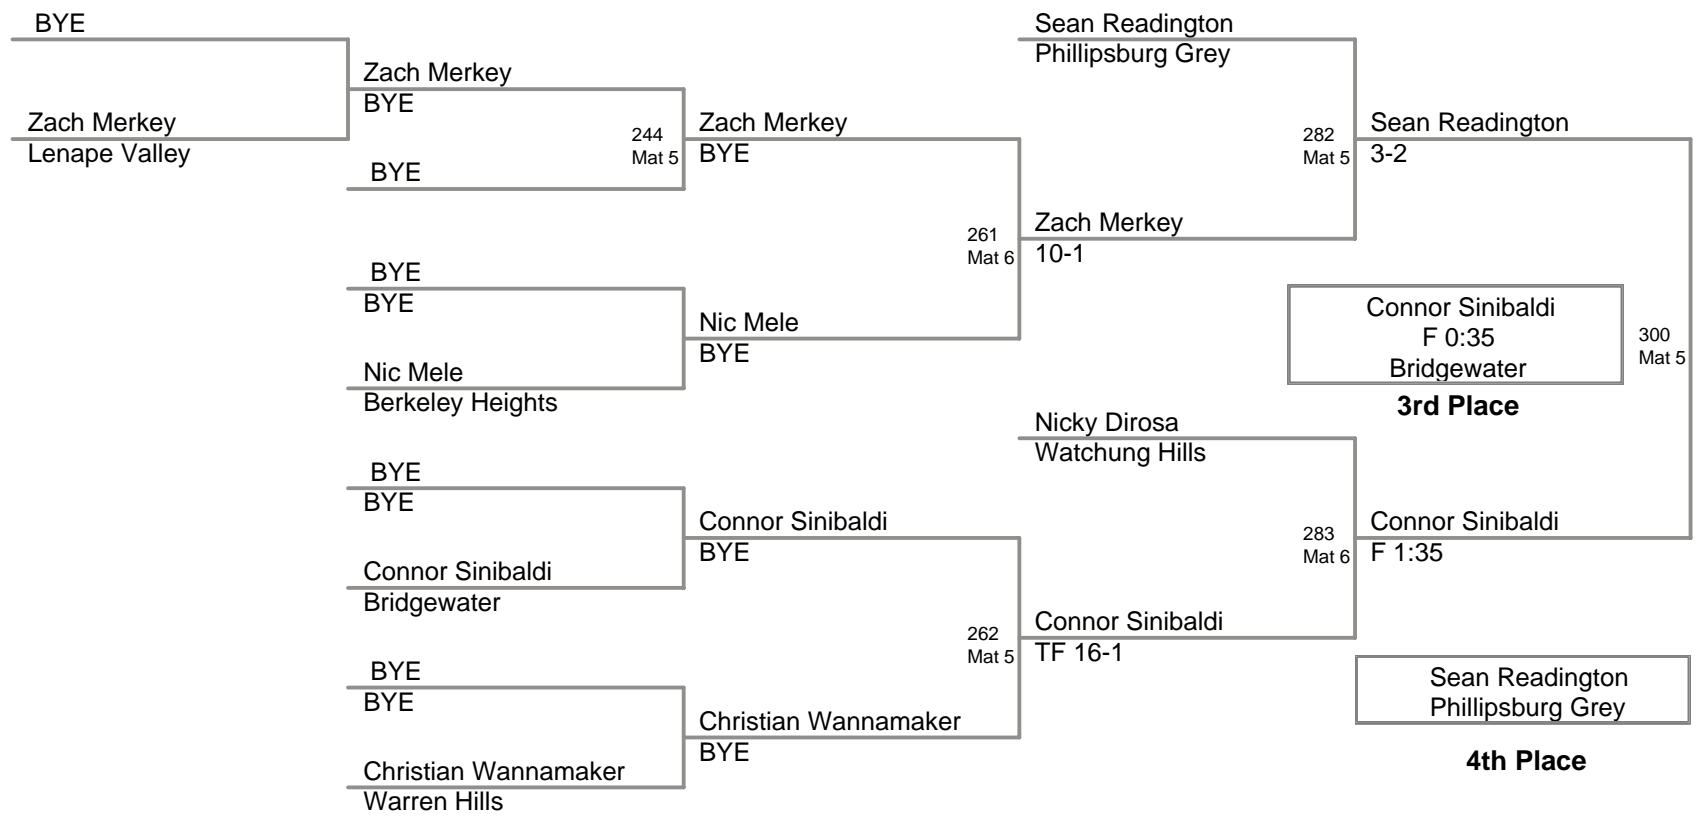 BYE
Zach Merkey
Lenape Valley
Zach Merkey
BYE
BYE
244
Mat 5
Zach Merkey
BYE
BYE
BYE
Nic Mele
Berkeley Heights
Nic Mele
BYE
261
Mat 6
Zach Merkey
10-1
Sean Readington
Phillipsburg Grey
282
Mat 5
Sean Readington
3-2
BYE
BYE
Connor Sinibaldi
Bridgewater
Connor Sinibaldi
BYE
BYE
BYE
Christian Wannamaker
Warren Hills
Christian Wannamaker
BYE
262
Mat 5
Connor Sinibaldi
TF 16-1
Nicky Dirosa
Watchung Hills
283
Mat 6
Connor Sinibaldi
F 1:35
300
Mat 5
Connor Sinibaldi
F 0:35
Bridgewater
3rd Place
Sean Readington
Phillipsburg Grey
4th Place